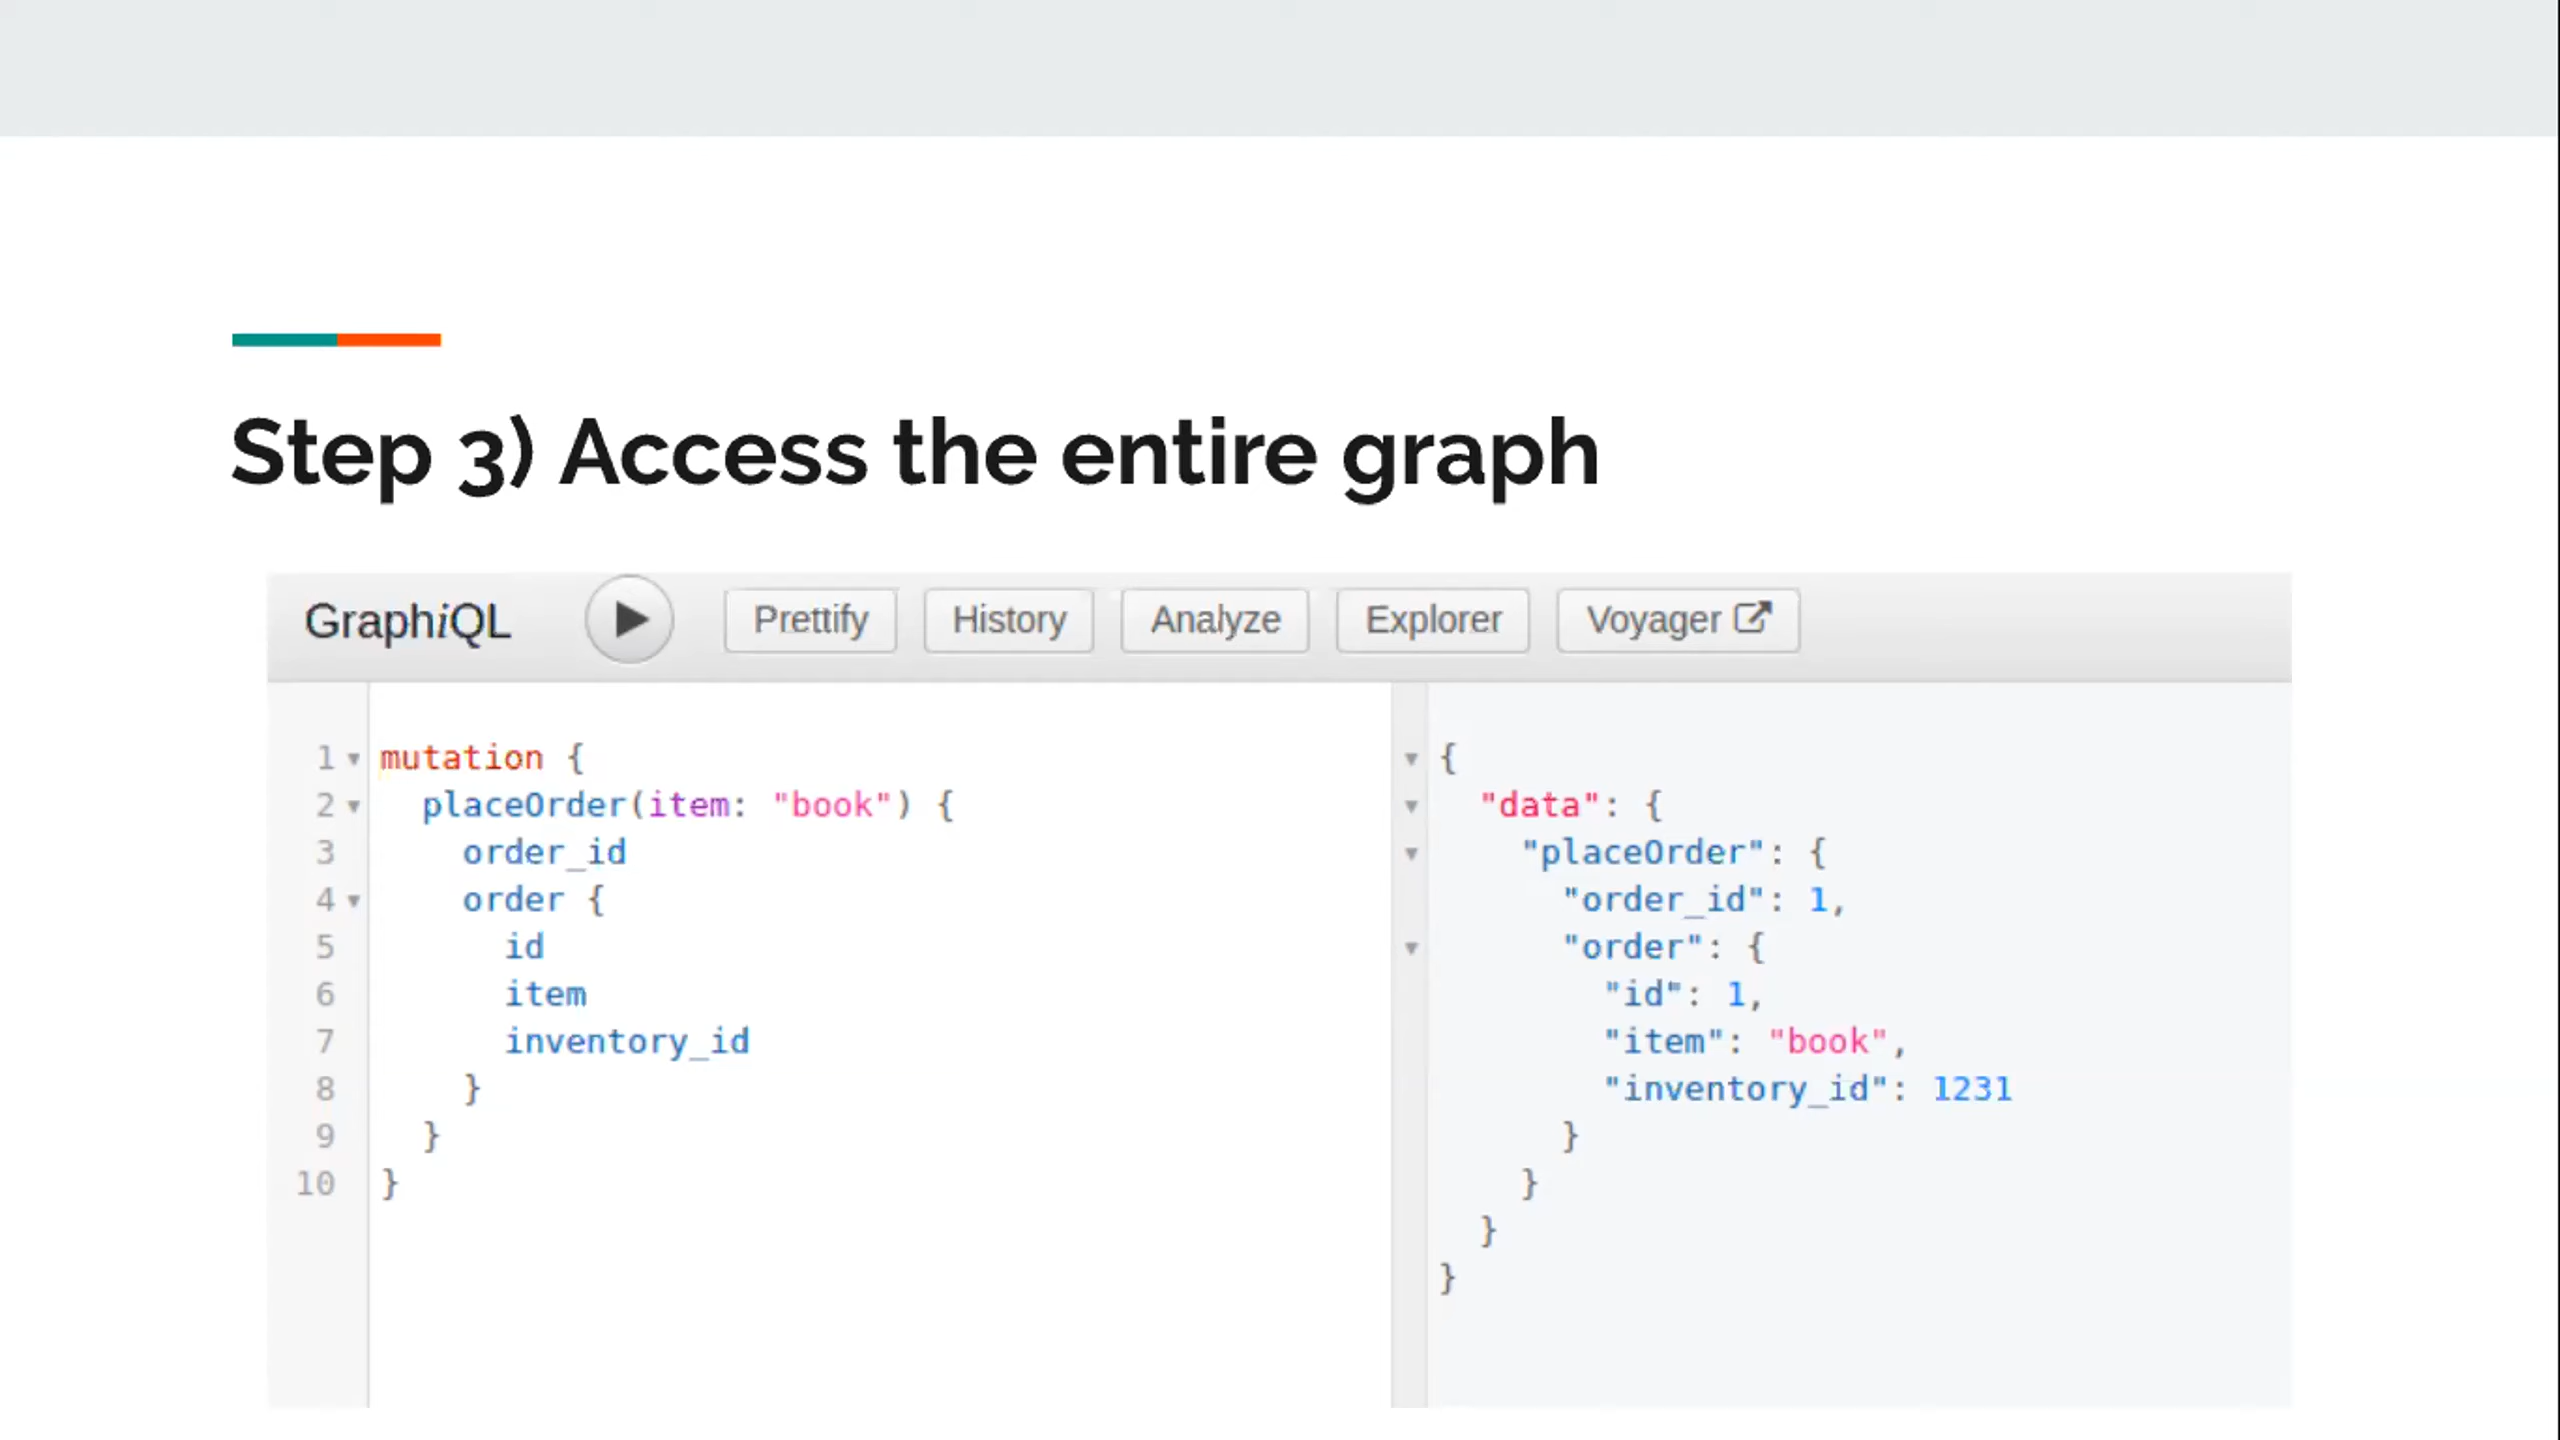 Step 3) Access the entire graph
GraphiQL Prettify History Analyze Explorer Voyager
1 mutation {
2 placeOrder(item: "book") {
3 order_id
4 order {
5 id
6 item
7 inventory_id
8 }
9 }
10 }
{
"data": {
"placeOrder": {
"order_id": 1,
"order": {
"id": 1,
"item": "book",
"inventory_id": 1231
}
}
}
}